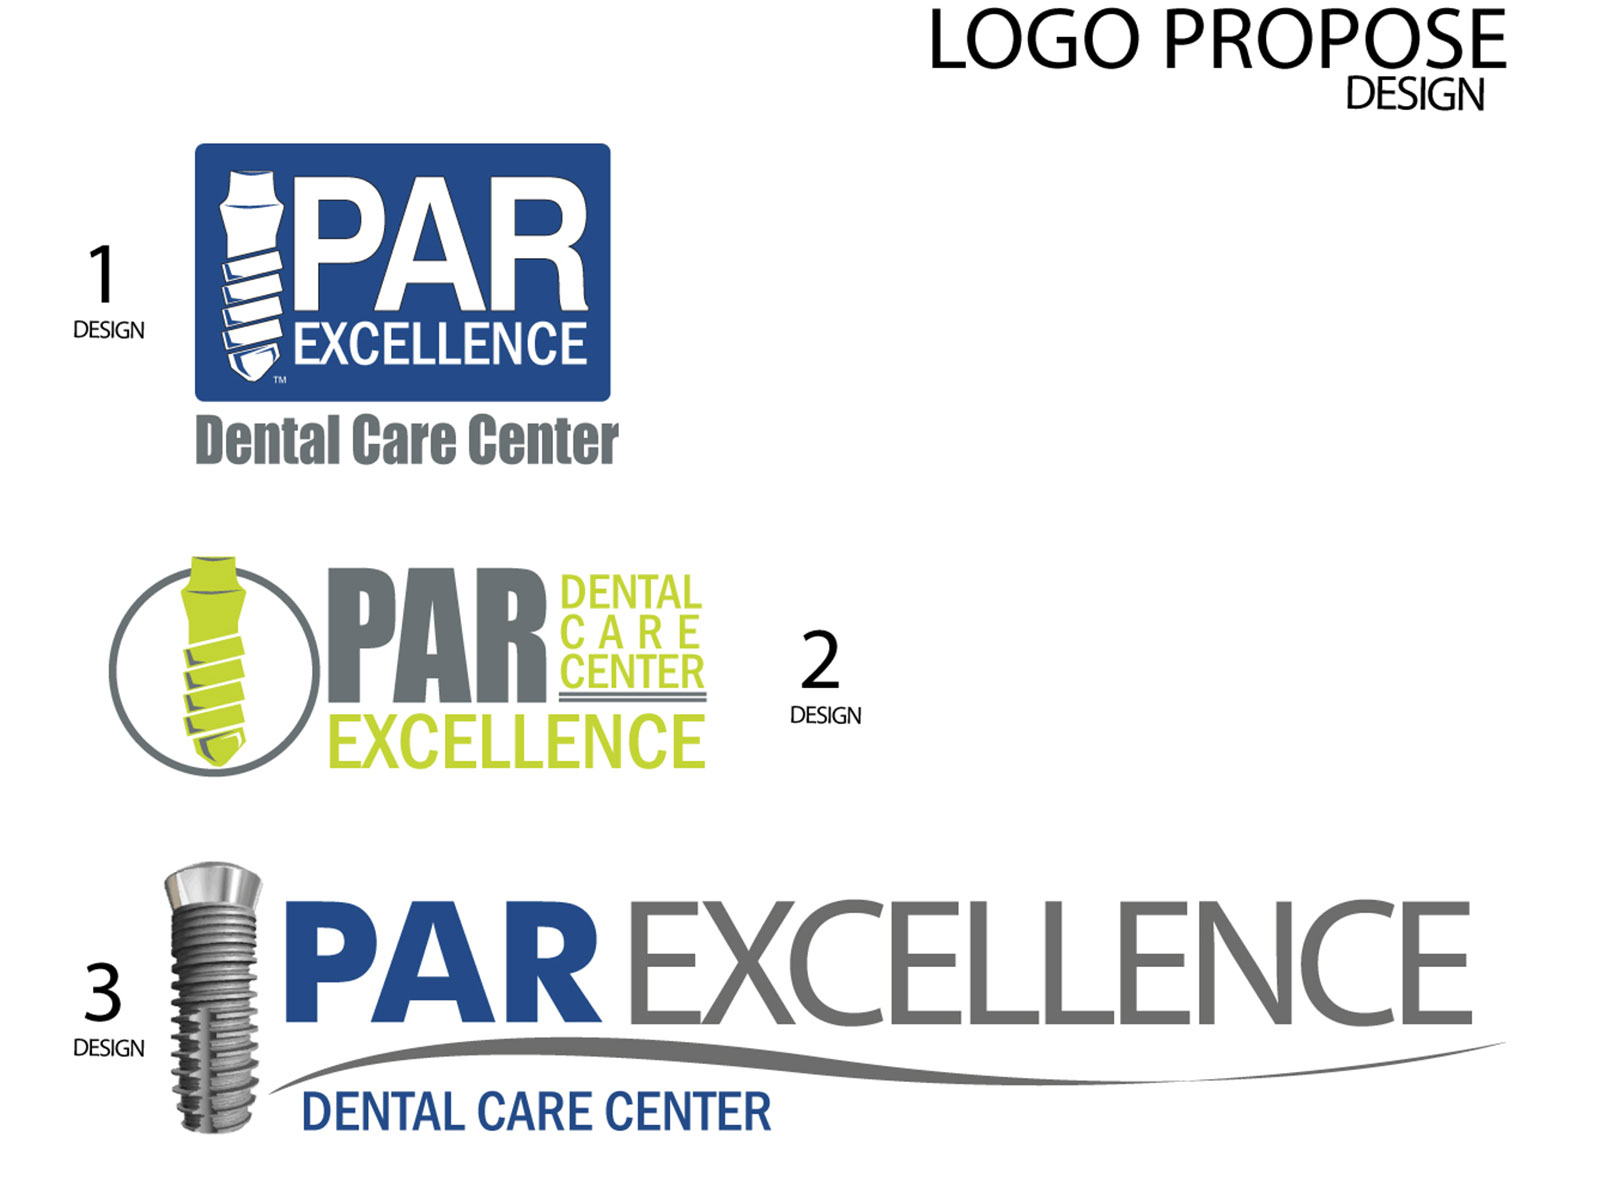 LOGO PROPOSE
DESIGN
1
DESIGN
PAR
EXCELLENCE
TM
Dental Care Center
PAR
DENTAL
CARE
CENTER
EXCELLENCE
2
DESIGN
3
DESIGN
PAR EXCELLENCE
DENTAL CARE CENTER